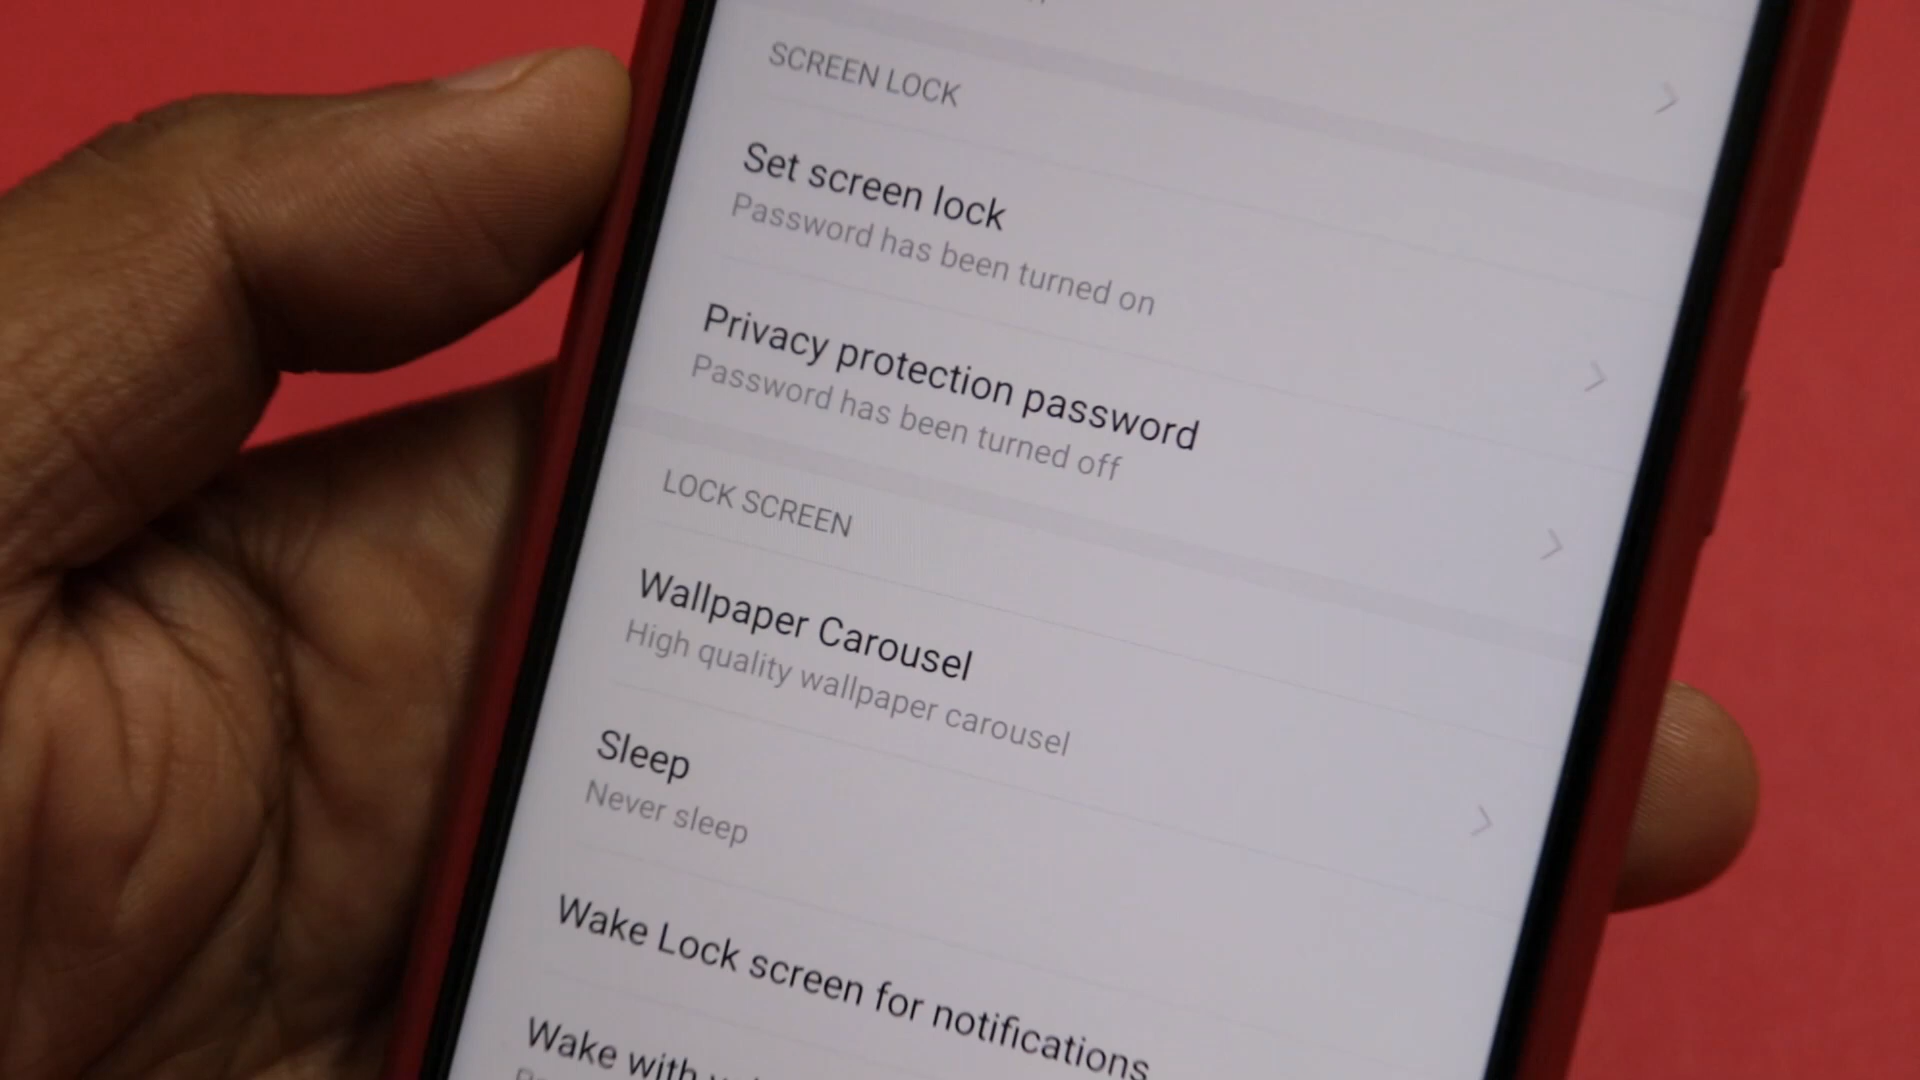 SCREEN LOCK
Set screen lock
Password has been turned on
Privacy protection password
Password has been turned off
LOCK SCREEN
Wallpaper Carousel
High quality wallpaper carousel
Sleep
Never sleep
Wake Lock screen for notifications
Wake with